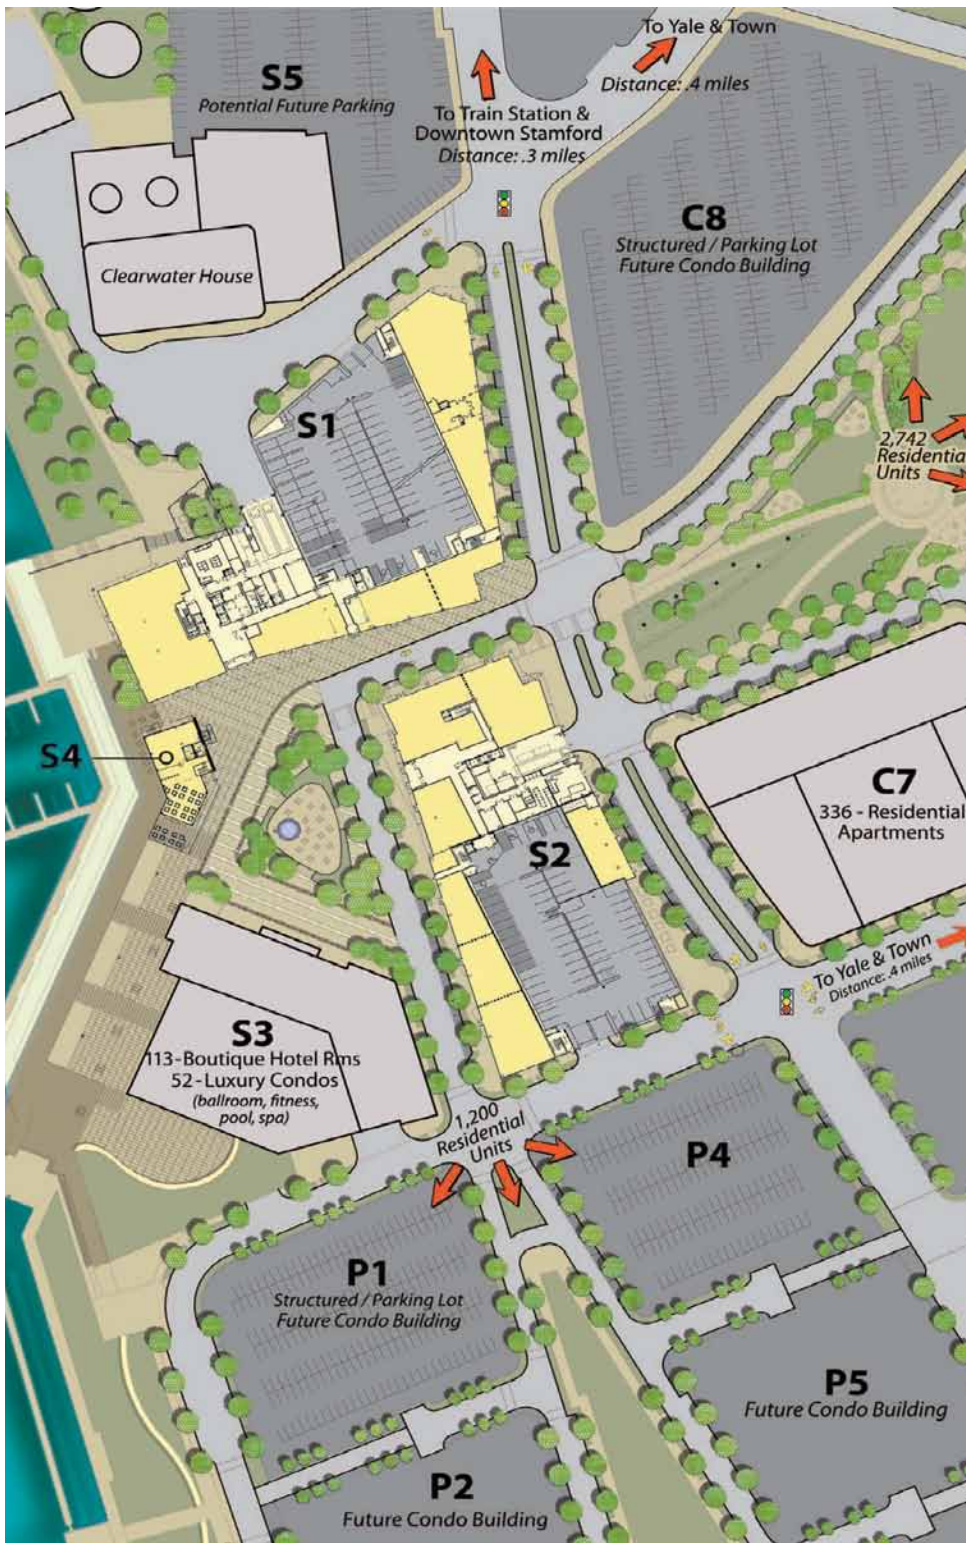 To Yale & Town
Distance: .4 miles
S5
Potential Future Parking
To Train Station &
Downtown Stamford
Distance: .3 miles
C8
Structured / Parking Lot
Future Condo Building
Clearwater House
S1
2,742
Residential
Units
S4
C7
336 - Residential
Apartments
S2
To Yale & Town
Distance: .4 miles
S3
113-Boutique Hotel Rms
52-Luxury Condos
(ballroom, fitness,
pool, spa)
1,200
Residential
Units
P4
P1
Structured / Parking Lot
Future Condo Building
P5
Future Condo Building
P2
Future Condo Building